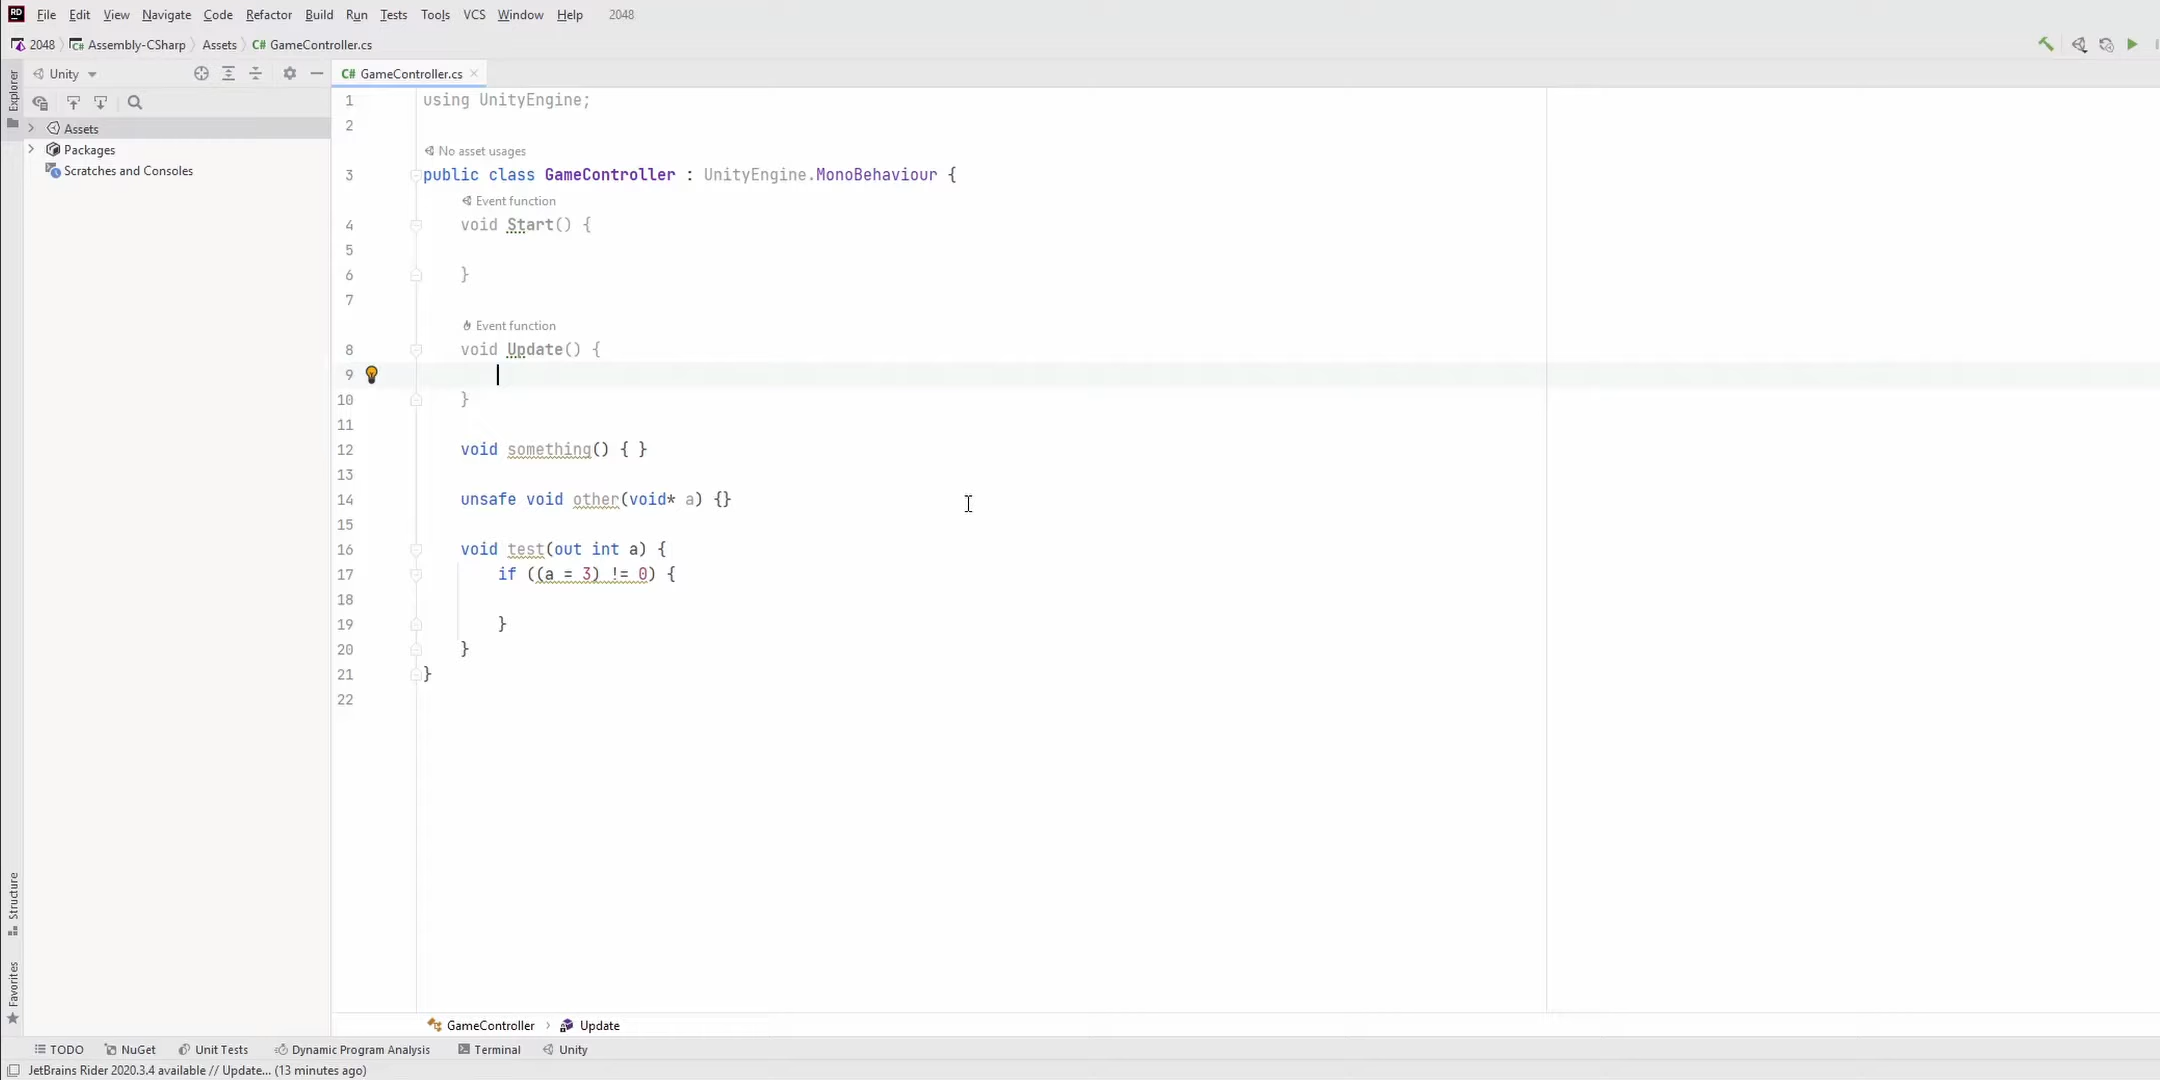 File Edit View Navigate Code Refactor Build Run Tests Tools VCS Window Help 2048
2048 Assembly-CSharp Assets C# GameController.cs
Unity
C# GameController.cs
Explorer
Assets
Packages
Scratches and Consoles
1 using UnityEngine;
2
No asset usages
3 public class GameController : UnityEngine.MonoBehaviour {
Event function
4 void Start() {
5
6 }
7
Event function
8 void Update() {
9
10 }
11
12 void something() { }
13
14 unsafe void other(void* a) {}
15
16 void test(out int a) {
17 if ((a = 3) != 0) {
18
19 }
20 }
21 }
22
Structure
Favorites
GameController Update
TODO NuGet Unit Tests Dynamic Program Analysis Terminal Unity
JetBrains Rider 2020.3.4 available // Update... (13 minutes ago)